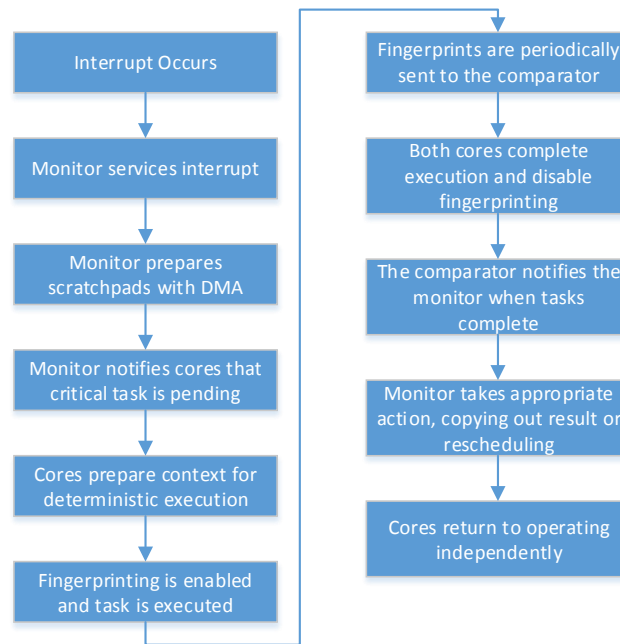 Interrupt Occurs
Monitor services interrupt
Monitor prepares
scratchpads with DMA
Monitor notifies cores that
critical task is pending
Cores prepare context for
deterministic execution
Fingerprinting is enabled
and task is executed
Fingerprints are periodically
sent to the comparator
Both cores complete
execution and disable
fingerprinting
The comparator notifies the
monitor when tasks
complete
Monitor takes appropriate
action, copying out result or
rescheduling
Cores return to operating
independently